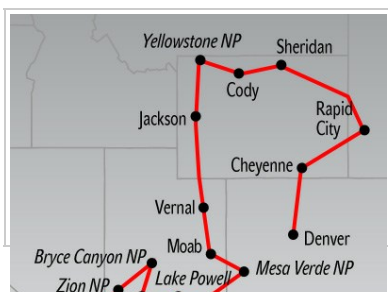 Yellowstone NP
Sheridan
Cody
Rapid
City
Jackson
Cheyenne
Vernal
Denver
Moab
Bryce Canyon NP
Lake Powell
Mesa Verde NP
Zion NP